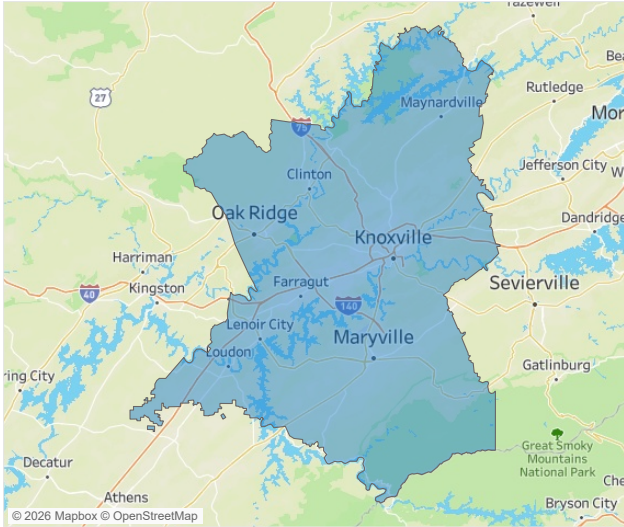 Tazewell
27
Bea
Rutledge
Maynardville
Mor
75
Jefferson City
Clinton
W
Oak Ridge
Dandridge
Knoxville
Harriman
Farragut
Sevierville
Kingston
40
140
Lenoir City
Maryville
Loudon
Gatlinburg
ring City
Great Smoky
Mountains
National Park
Decatur
Che
Athens
Bryson City
© 2026 Mapbox © OpenStreetMap